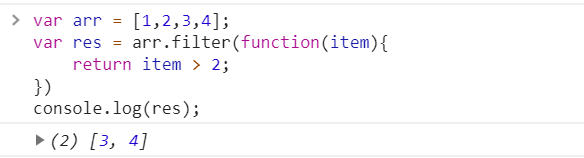 > var arr = [1,2,3,4];
var res = arr.filter(function(item){
    return item > 2;
})
console.log(res);
▶(2) [3, 4]